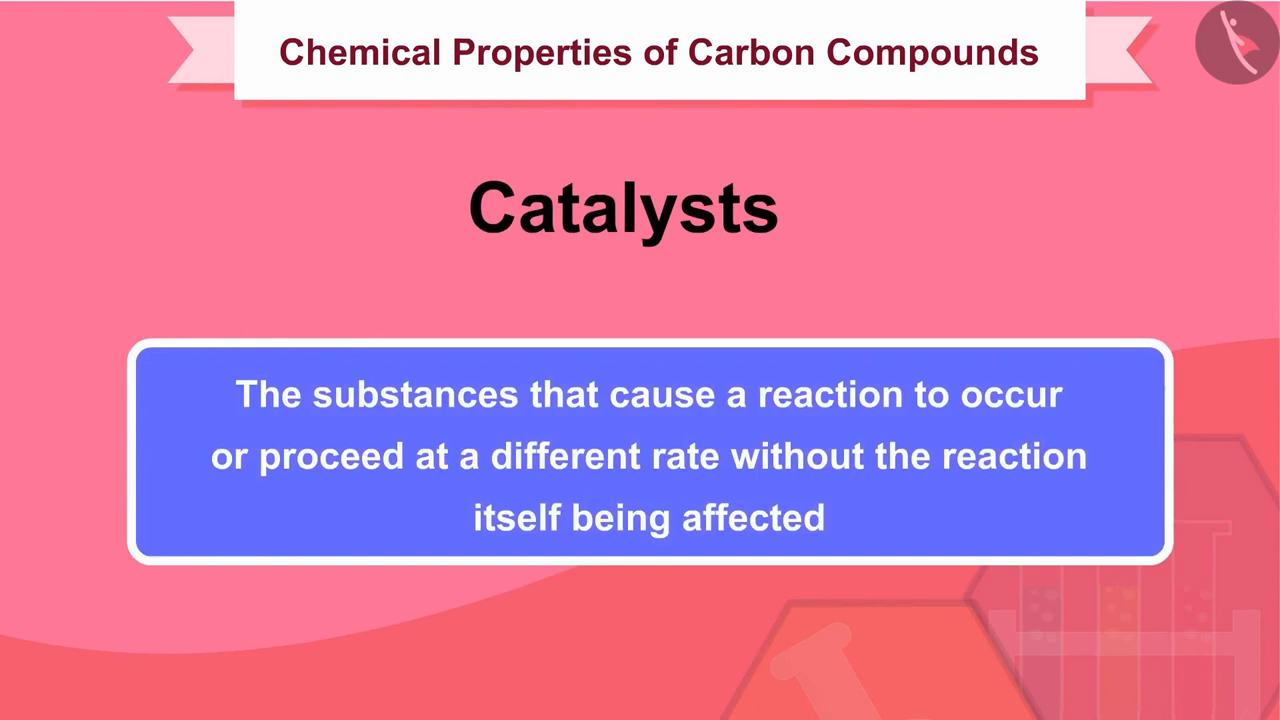 Chemical Properties of Carbon Compounds
Catalysts
The substances that cause a reaction to occur
or proceed at a different rate without the reaction
itself being affected